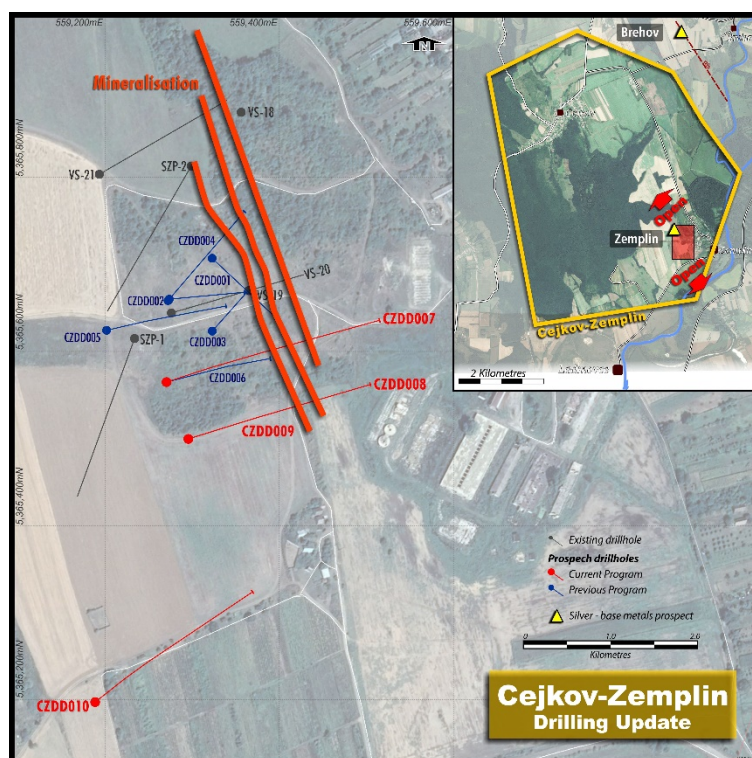 559,200mE
559,400mE
559,600mE
N
Mineralisation
VS-18
VS-21
SZP-2
5,365,800mN
CZDD004
CZDD001
CZDD002
VS-20
VS-19
CZDD005
SZP-1
CZDD003
5,365,600mN
CZDD007
CZDD006
CZDD008
CZDD009
5,365,400mN
CZDD010
5,365,200mN
Brehov
Open
Zemplin
Open
Cejkov-Zemplin
2 Kilometres
Existing drillhole
Prospech drillholes
Current Program
Previous Program
Silver - base metals prospect
0 1.0 2.0
Kilometres
Cejkov-Zemplin
Drilling Update